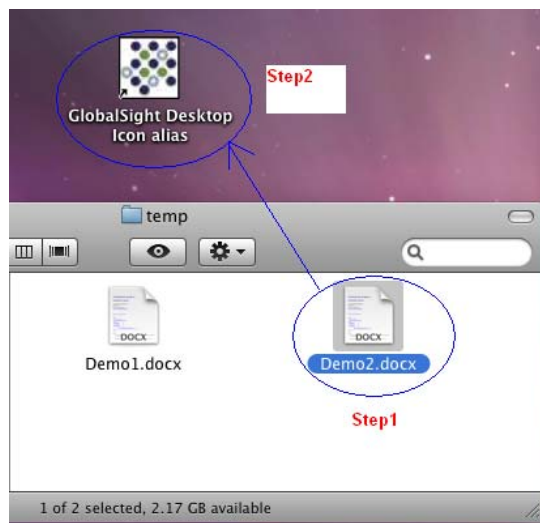 Step2
GlobalSight Desktop
Icon alias
temp
DOCX
DOCX
Demo1.docx
Demo2.docx
Step1
1 of 2 selected, 2.17 GB available